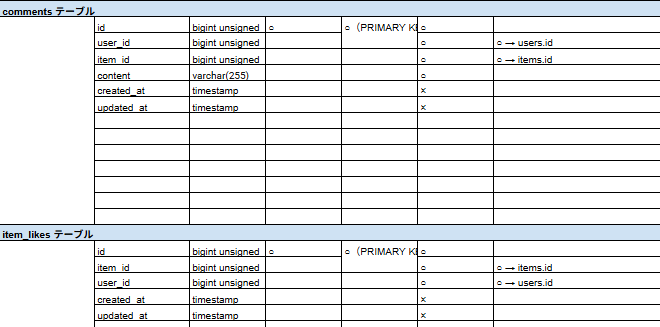 comments テーブル
id bigint unsigned ○ ○（PRIMARY KE ○
user_id bigint unsigned ○ ○ → users.id
item_id bigint unsigned ○ ○ → items.id
content varchar(255) ○
created_at timestamp ×
updated_at timestamp ×
item_likes テーブル
id bigint unsigned ○ ○（PRIMARY KE ○
item_id bigint unsigned ○ ○ → items.id
user_id bigint unsigned ○ ○ → users.id
created_at timestamp ×
updated_at timestamp ×